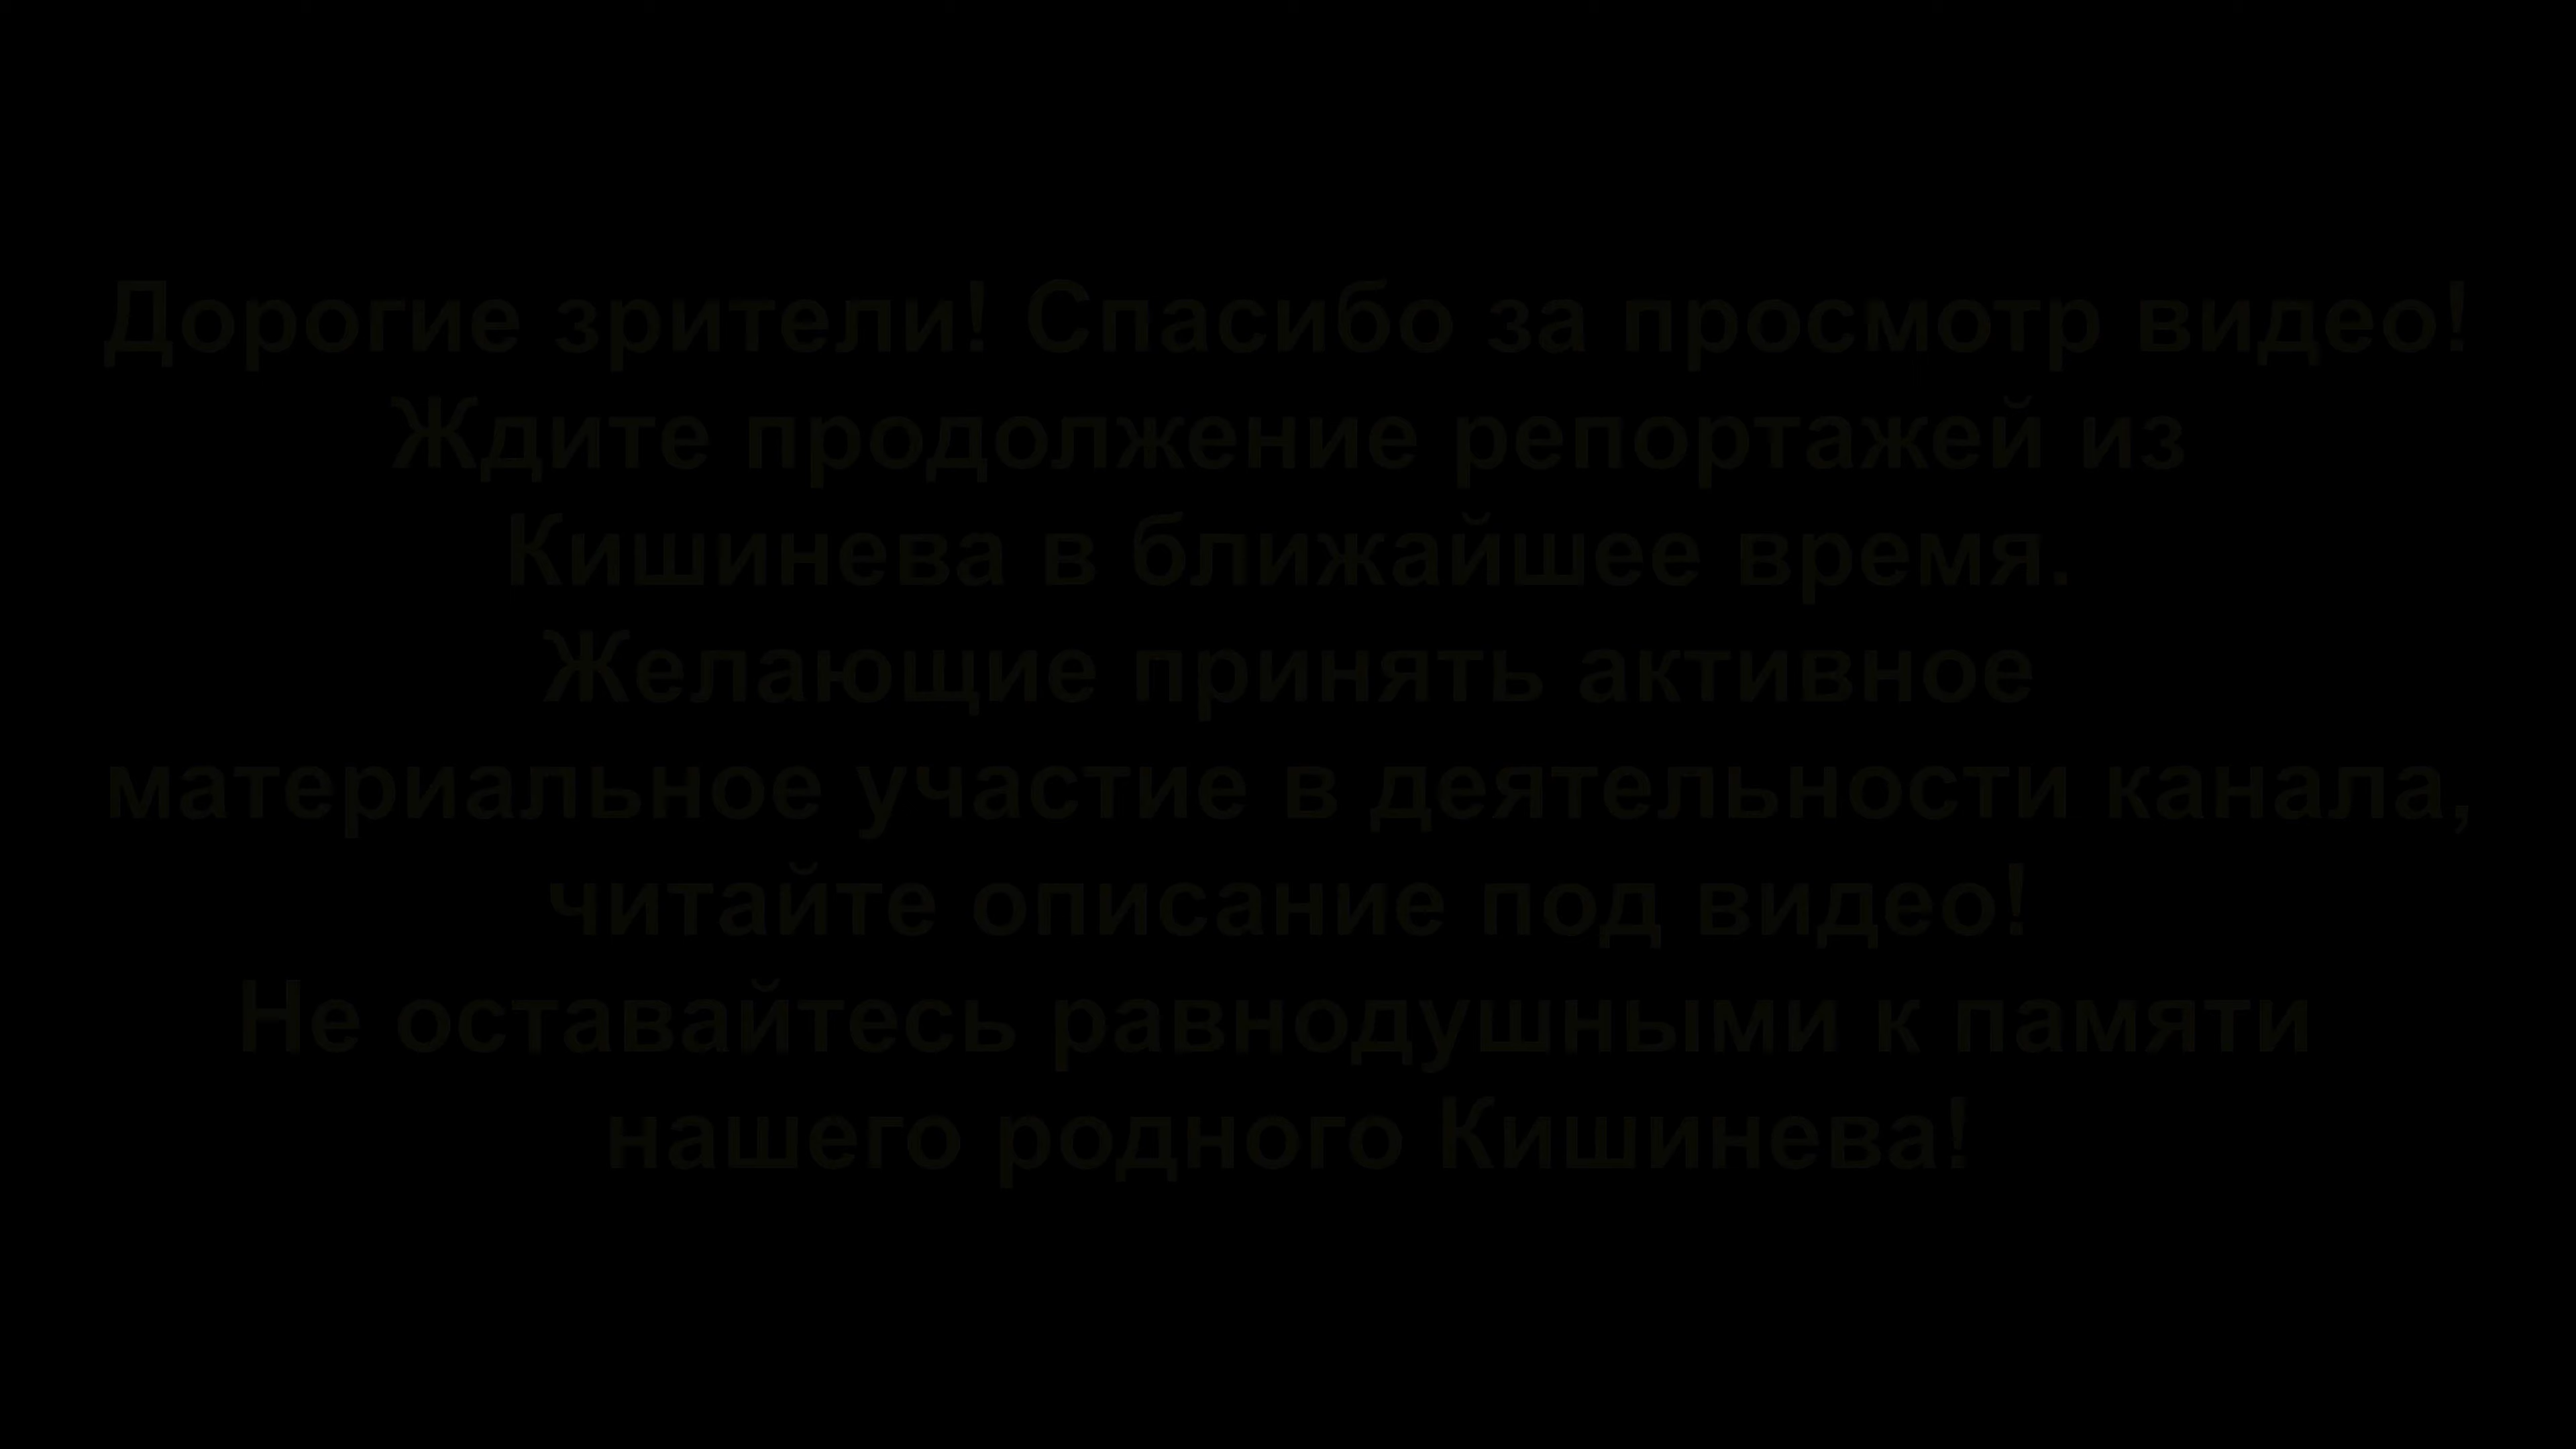 Дорогие зрители! Спасибо за просмотр видео!
Ждите продолжение репортажей из
Кишинева в ближайшее время.
Желающие принять активное
материальное участие в деятельности канала,
читайте описание под видео!
Не оставайтесь равнодушными к памяти
нашего родного Кишинева!